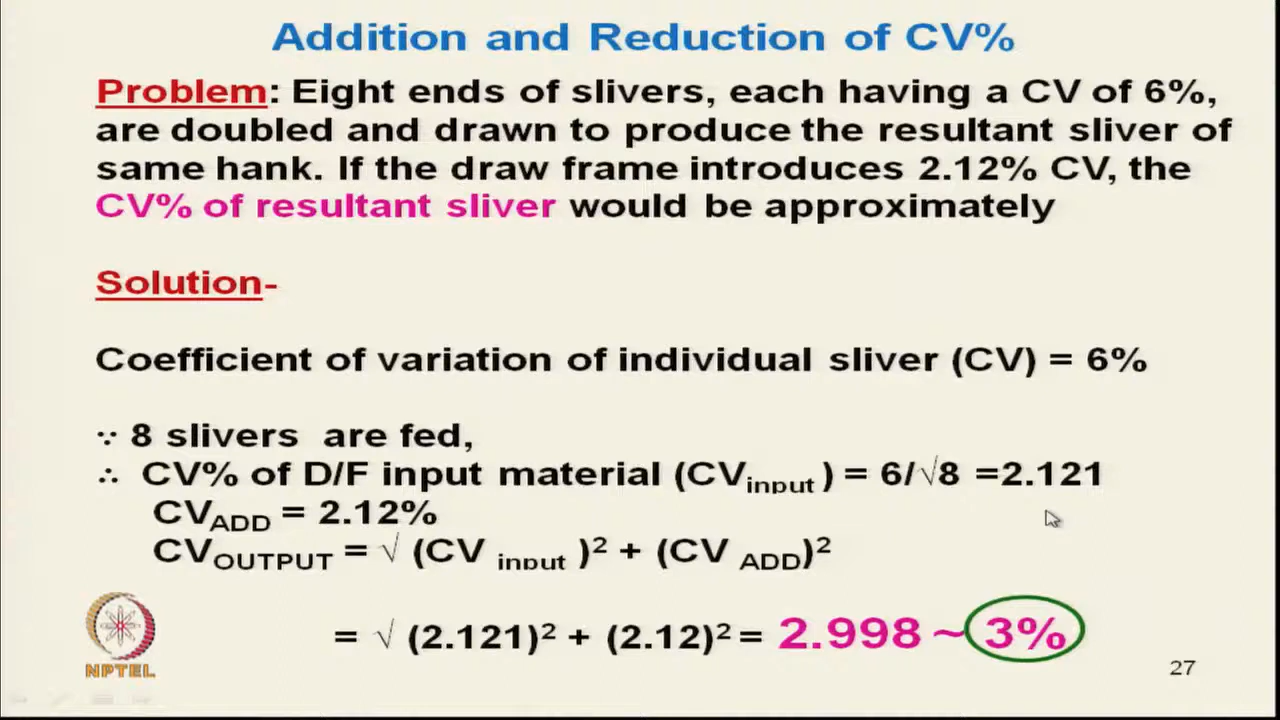 Addition and Reduction of CV%
Problem: Eight ends of slivers, each having a CV of 6%,
are doubled and drawn to produce the resultant sliver of
same hank. If the draw frame introduces 2.12% CV, the
CV% of resultant sliver would be approximately
Solution-
Coefficient of variation of individual sliver (CV) = 6%
∵ 8 slivers are fed,
∴ CV% of D/F input material (CVinput ) = 6/√8 =2.121
CVADD = 2.12%
CVOUTPUT = √ (CV input )² + (CV ADD)²
= √ (2.121)² + (2.12)² = 2.998 ~ 3%
NPTEL
27